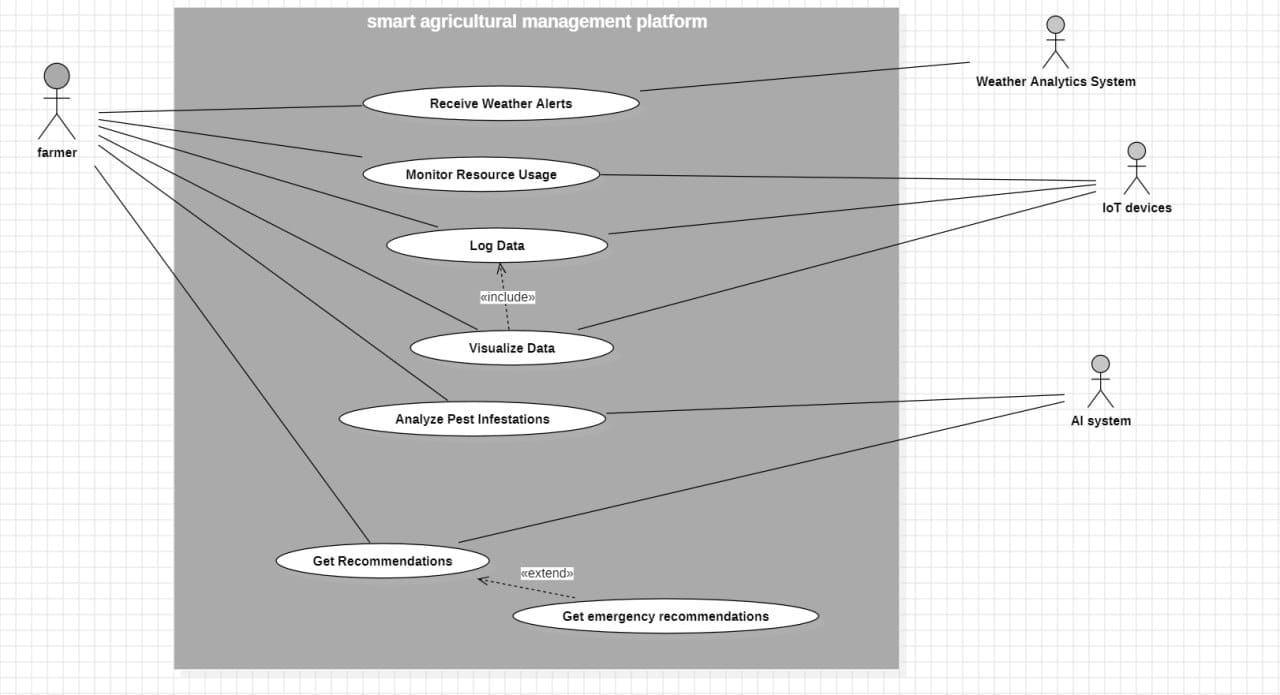 smart agricultural management platform
farmer
Receive Weather Alerts
Weather Analytics System
Monitor Resource Usage
IoT devices
Log Data
«include»
Visualize Data
Analyze Pest Infestations
AI system
Get Recommendations
«extend»
Get emergency recommendations